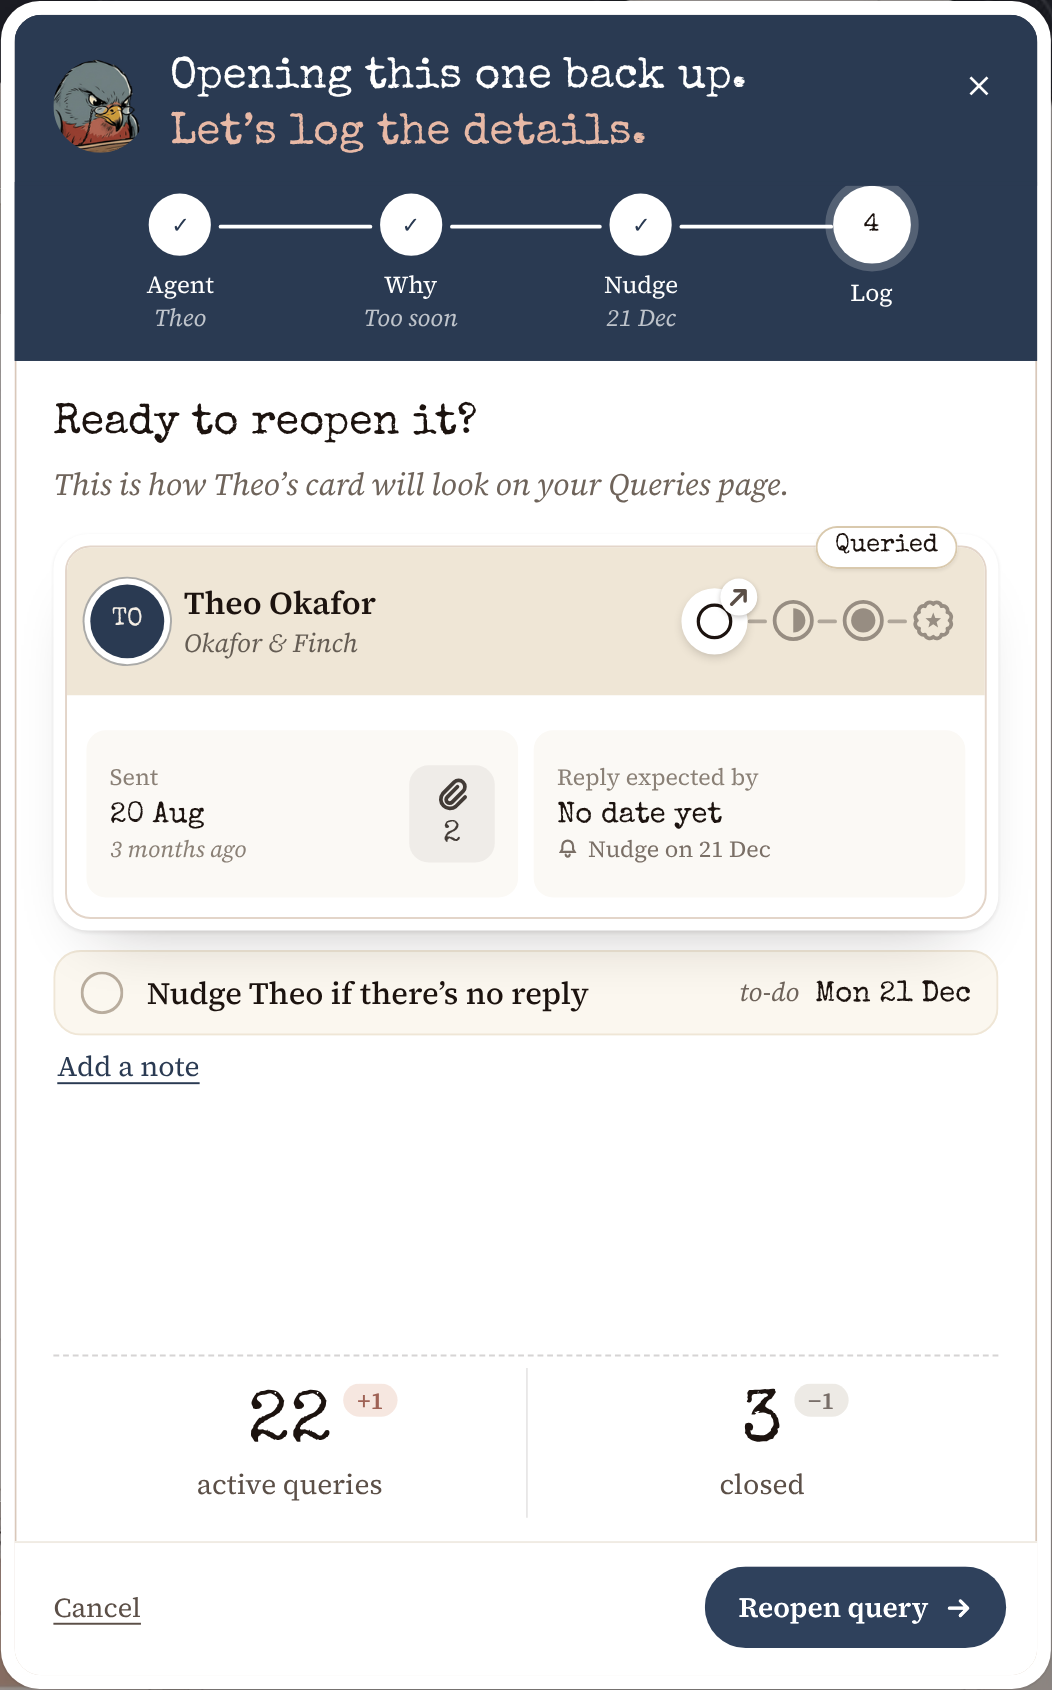 Opening this one back up.
Let’s log the details.
✓ ✓ ✓ 4
Agent Why Nudge Log
Theo Too soon 21 Dec
Ready to reopen it?
This is how Theo’s card will look on your Queries page.
Queried
TO
Theo Okafor
Okafor & Finch
Sent
20 Aug
3 months ago
2
Reply expected by
No date yet
Nudge on 21 Dec
Nudge Theo if there’s no reply to-do Mon 21 Dec
Add a note
22 +1
active queries
3 −1
closed
Cancel
Reopen query →